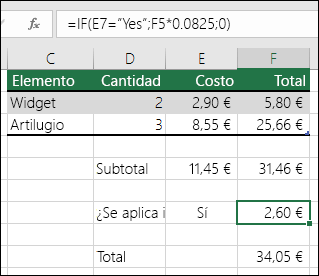 =IF(E7="Yes";F5*0.0825;0)
C D E F
Elemento Cantidad Costo Total
Widget 2 2,90 € 5,80 €
Artilugio 3 8,55 € 25,66 €
Subtotal 11,45 € 31,46 €
¿Se aplica i Sí 2,60 €
Total 34,05 €